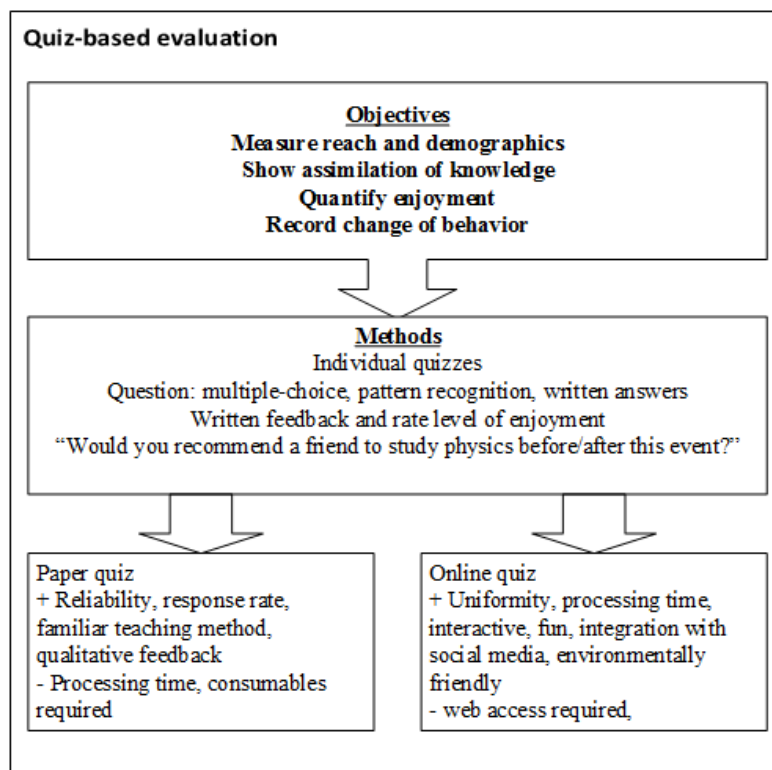 Quiz-based evaluation
Objectives
Measure reach and demographics
Show assimilation of knowledge
Quantify enjoyment
Record change of behavior
Methods
Individual quizzes
Question: multiple-choice, pattern recognition, written answers
Written feedback and rate level of enjoyment
“Would you recommend a friend to study physics before/after this event?”
Paper quiz
+ Reliability, response rate,
familiar teaching method,
qualitative feedback
- Processing time, consumables
required
Online quiz
+ Uniformity, processing time,
interactive, fun, integration with
social media, environmentally
friendly
- web access required,